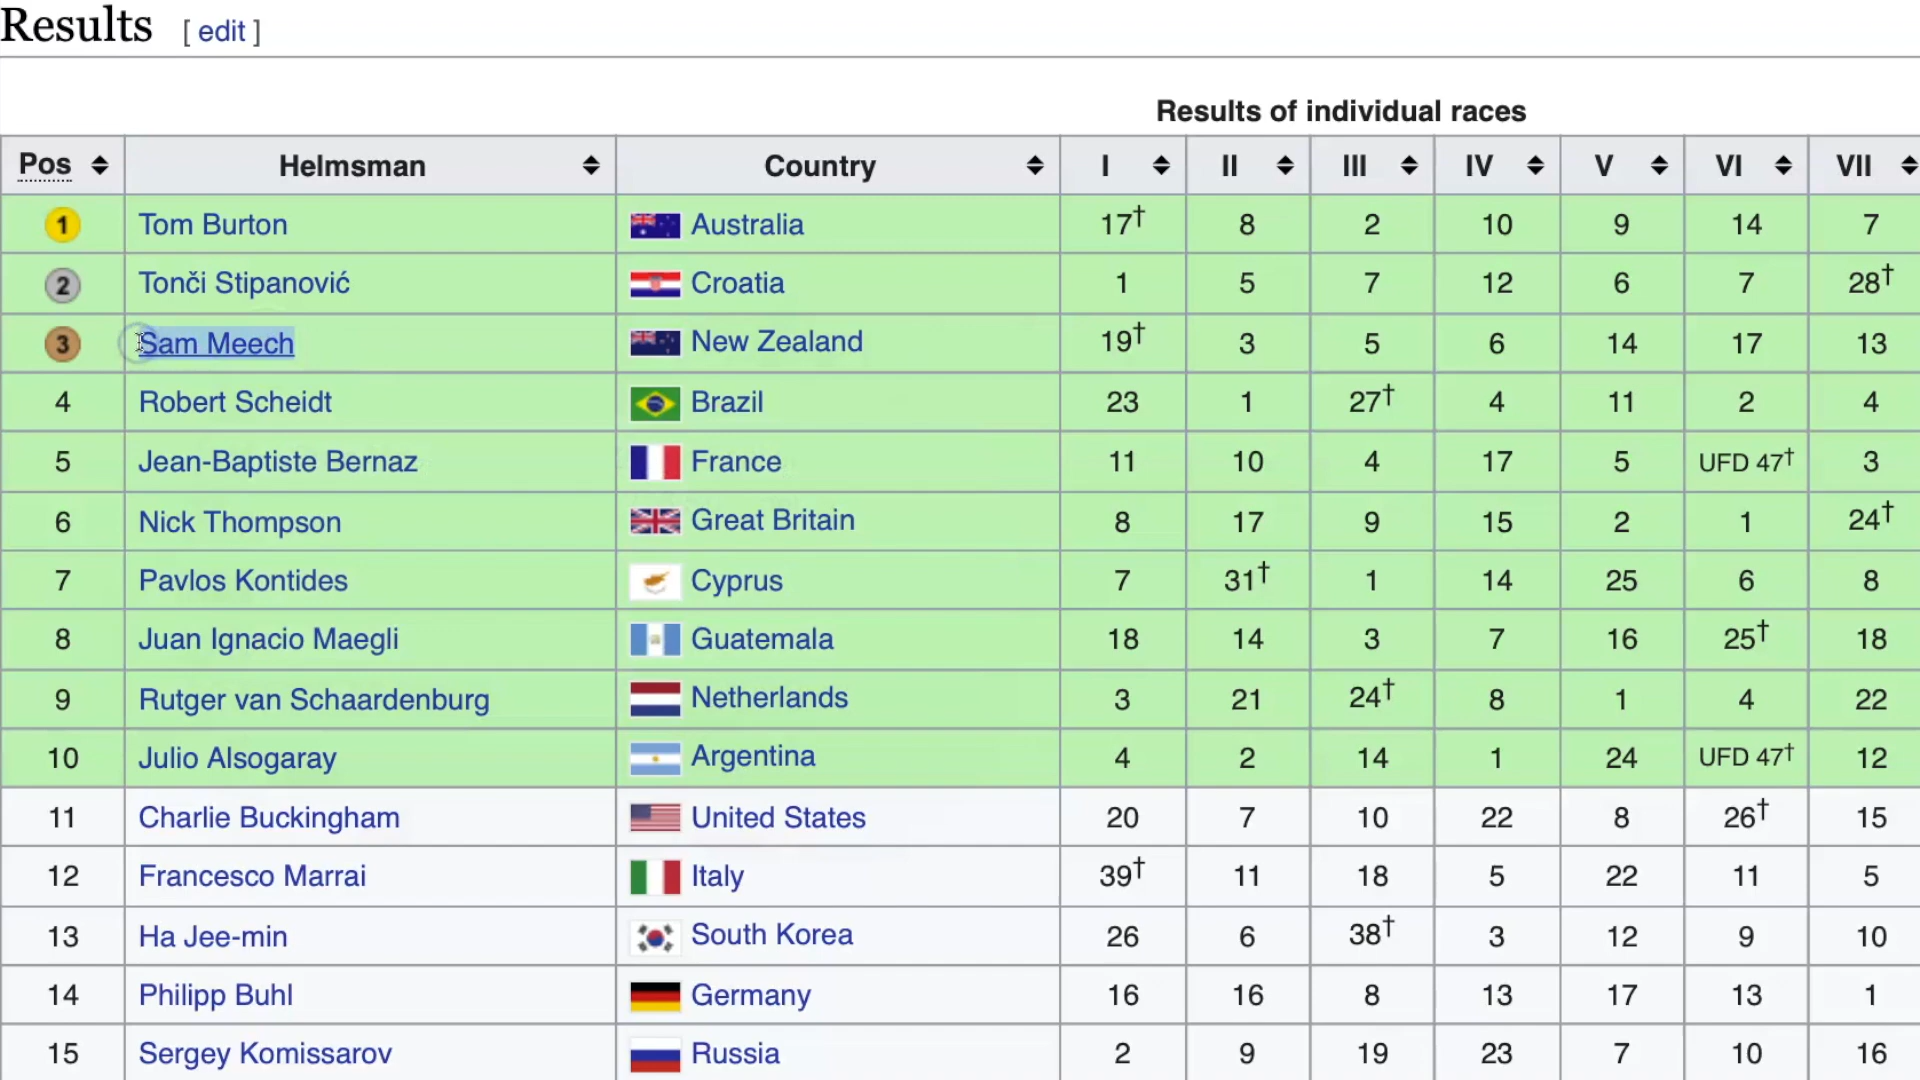 Results [ edit ]
Results of individual races
Pos Helmsman Country I II III IV V VI VII
1 Tom Burton Australia 17† 8 2 10 9 14 7
2 Tonči Stipanović Croatia 1 5 7 12 6 7 28†
3 Sam Meech New Zealand 19† 3 5 6 14 17 13
4 Robert Scheidt Brazil 23 1 27† 4 11 2 4
5 Jean-Baptiste Bernaz France 11 10 4 17 5 UFD 47† 3
6 Nick Thompson Great Britain 8 17 9 15 2 1 24†
7 Pavlos Kontides Cyprus 7 31† 1 14 25 6 8
8 Juan Ignacio Maegli Guatemala 18 14 3 7 16 25† 18
9 Rutger van Schaardenburg Netherlands 3 21 24† 8 1 4 22
10 Julio Alsogaray Argentina 4 2 14 1 24 UFD 47† 12
11 Charlie Buckingham United States 20 7 10 22 8 26† 15
12 Francesco Marrai Italy 39† 11 18 5 22 11 5
13 Ha Jee-min South Korea 26 6 38† 3 12 9 10
14 Philipp Buhl Germany 16 16 8 13 17 13 1
15 Sergey Komissarov Russia 2 9 19 23 7 10 16